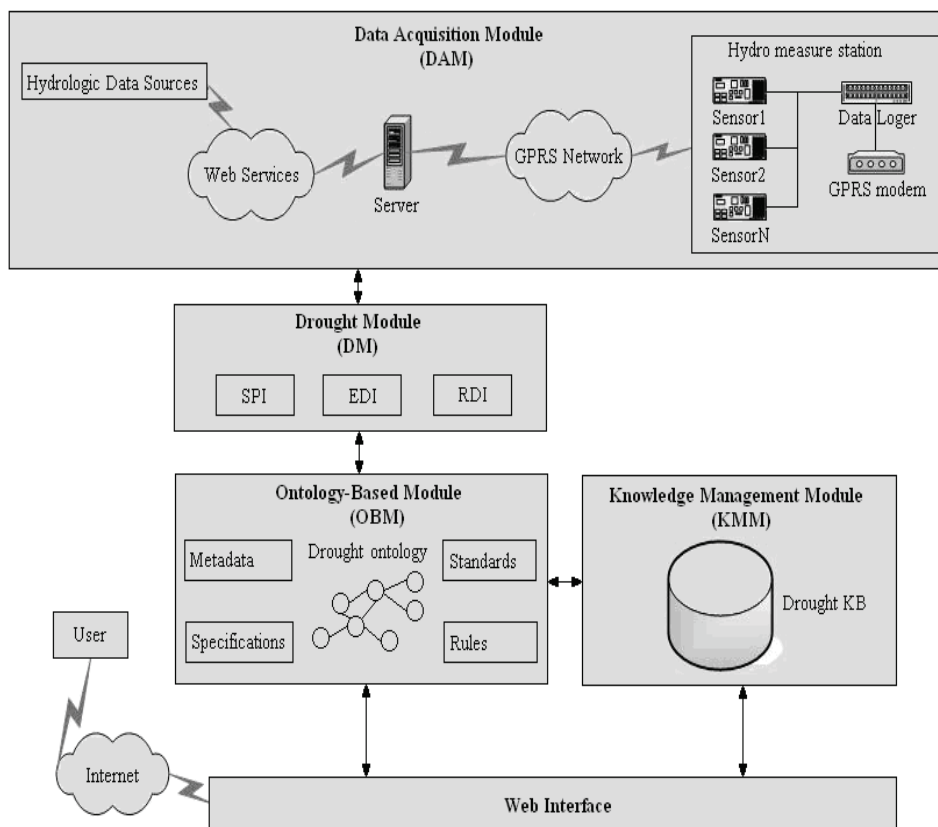 Data Acquisition Module
(DAM)
Hydrologic Data Sources
Web Services
Server
GPRS Network
Hydro measure station
Sensor1
Sensor2
SensorN
Data Loger
GPRS modem
Drought Module
(DM)
SPI
EDI
RDI
Ontology-Based Module
(OBM)
Metadata
Drought ontology
Standards
Specifications
Rules
Knowledge Management Module
(KMM)
Drought KB
User
Internet
Web Interface